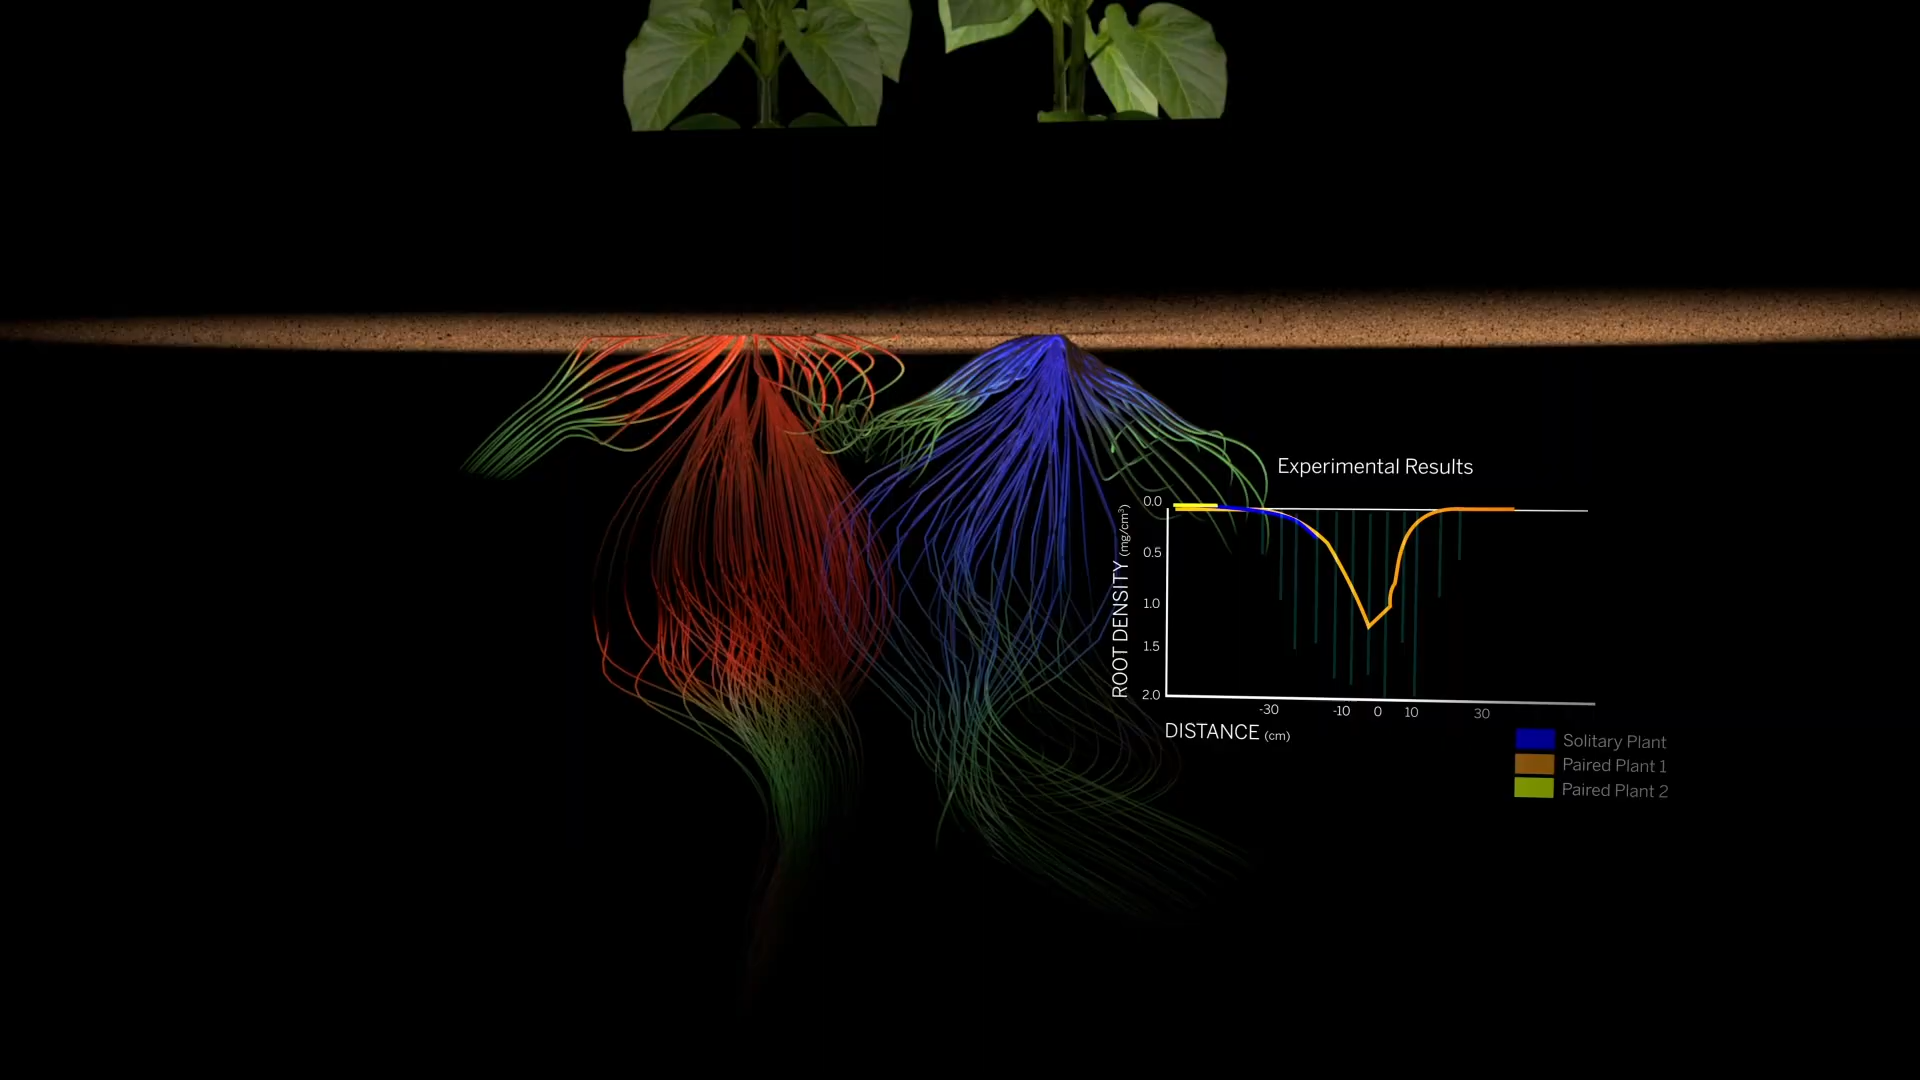 Experimental Results
0.0
0.5
1.0
1.5
2.0
ROOT DENSITY (mg/cm³)
-30 -10 0 10 30
DISTANCE (cm)
Solitary Plant
Paired Plant 1
Paired Plant 2